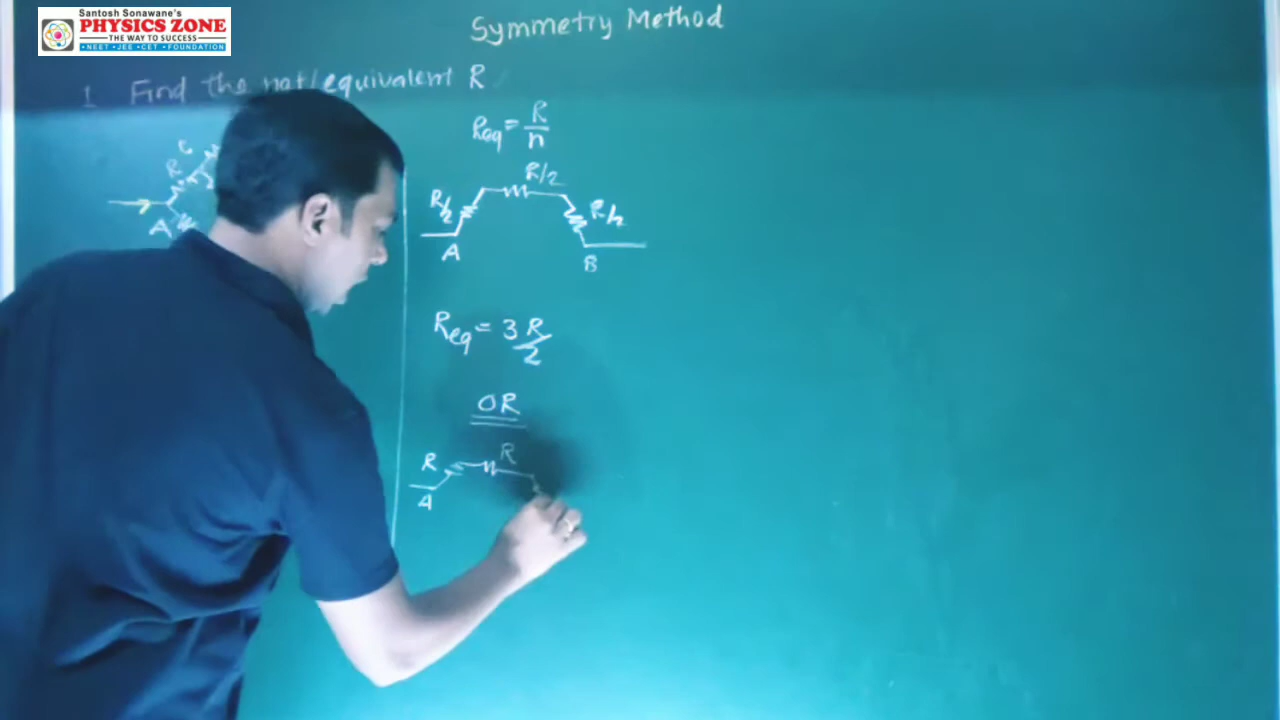 Santosh Sonawane's
PHYSICS ZONE
THE WAY TO SUCCESS
• NEET • JEE • CET • FOUNDATION
Symmetry Method
1 Find the net/equivalent R
Req = R/n
C
R
A
R/2
R/2
R/2
A
B
Req = 3R/2
OR
R
R
A